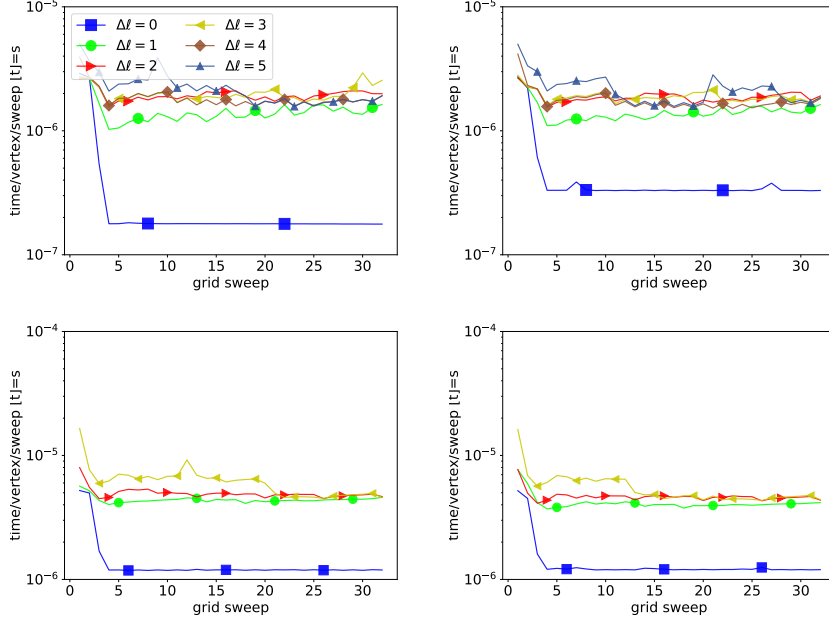 10⁻⁵
10⁻⁶
10⁻⁷
time/vertex/sweep [t]=s
Δℓ = 0
Δℓ = 1
Δℓ = 2
Δℓ = 3
Δℓ = 4
Δℓ = 5
0 5 10 15 20 25 30
grid sweep
10⁻⁵
10⁻⁶
10⁻⁷
time/vertex/sweep [t]=s
0 5 10 15 20 25 30
grid sweep
10⁻⁴
10⁻⁵
10⁻⁶
time/vertex/sweep [t]=s
0 5 10 15 20 25 30
grid sweep
10⁻⁴
10⁻⁵
10⁻⁶
time/vertex/sweep [t]=s
0 5 10 15 20 25 30
grid sweep